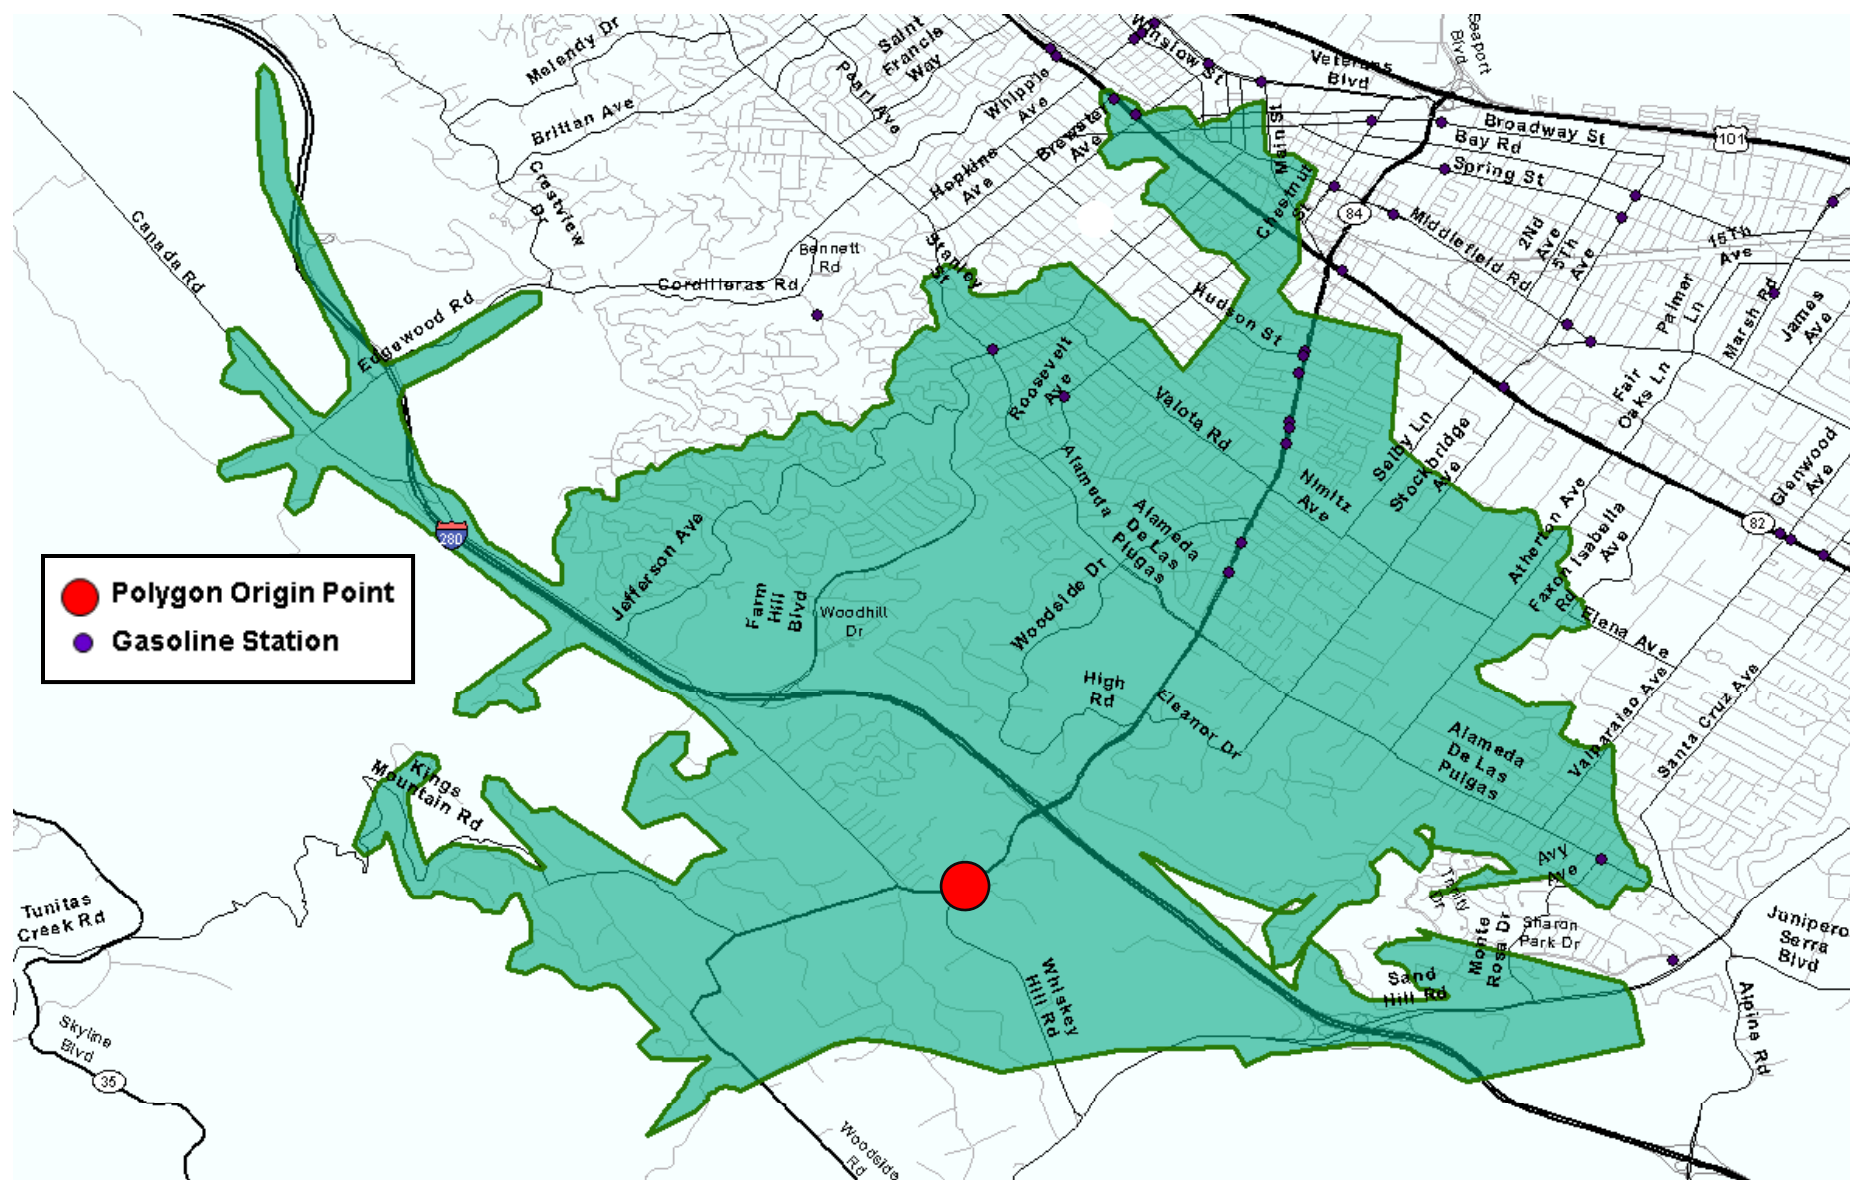 Melendy Dr
Brittan Ave
Crestview
Dr
Saint
Francis
Way
Pearl Ave
Whipple
Ave
Brewster
Ave
Hopkins
Ave
Winslow St
Veterans
Blvd
Seaport
Blvd
Broadway St
101
Bay Rd
Spring St
Main St
Chestnut
St
84
Middlefield Rd
2Nd
Ave
5Th
Ave
15Th
Ave
Palmer
Ln
Marsh Rd
James
Ave
Canada Rd
Bennett
Rd
Stanley
St
Cordilleras Rd
Edgewood Rd
Hudson St
Roosevelt
Ave
Valota Rd
Fair
Oaks Ln
Selby Ln
Stockbridge
Ave
Glenwood
Ave
Alameda
Alameda
De Las
Plugas
Nimitz
Ave
82
Atherton Ave
Isabella
Ave
Faxon
Rd
Elena Ave
280
Jefferson Ave
Farm
Hill
Blvd
Woodhill
Dr
Woodside Dr
Polygon Origin Point
Gasoline Station
High
Rd
Eleanor Dr
Alameda
De Las
Pulgas
Valparaiso Ave
Santa Cruz Ave
Kings
Mountain Rd
Avy
Ave
Trinity
Dr
Monte
Rosa Dr
Sharon
Park Dr
Sand
Hill Rd
Junipero
Serra
Blvd
Alpine Rd
Whiskey
Hill Rd
Tunitas
Creek Rd
Skyline
Blvd
35
Woodside
Rd